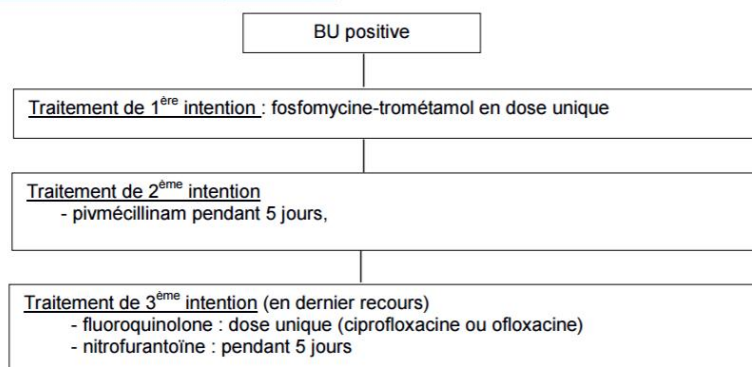 BU positive
Traitement de 1ère intention : fosfomycine-trométamol en dose unique
Traitement de 2ème intention
- pivmécillinam pendant 5 jours,
Traitement de 3ème intention (en dernier recours)
- fluoroquinolone : dose unique (ciprofloxacine ou ofloxacine)
- nitrofurantoïne : pendant 5 jours